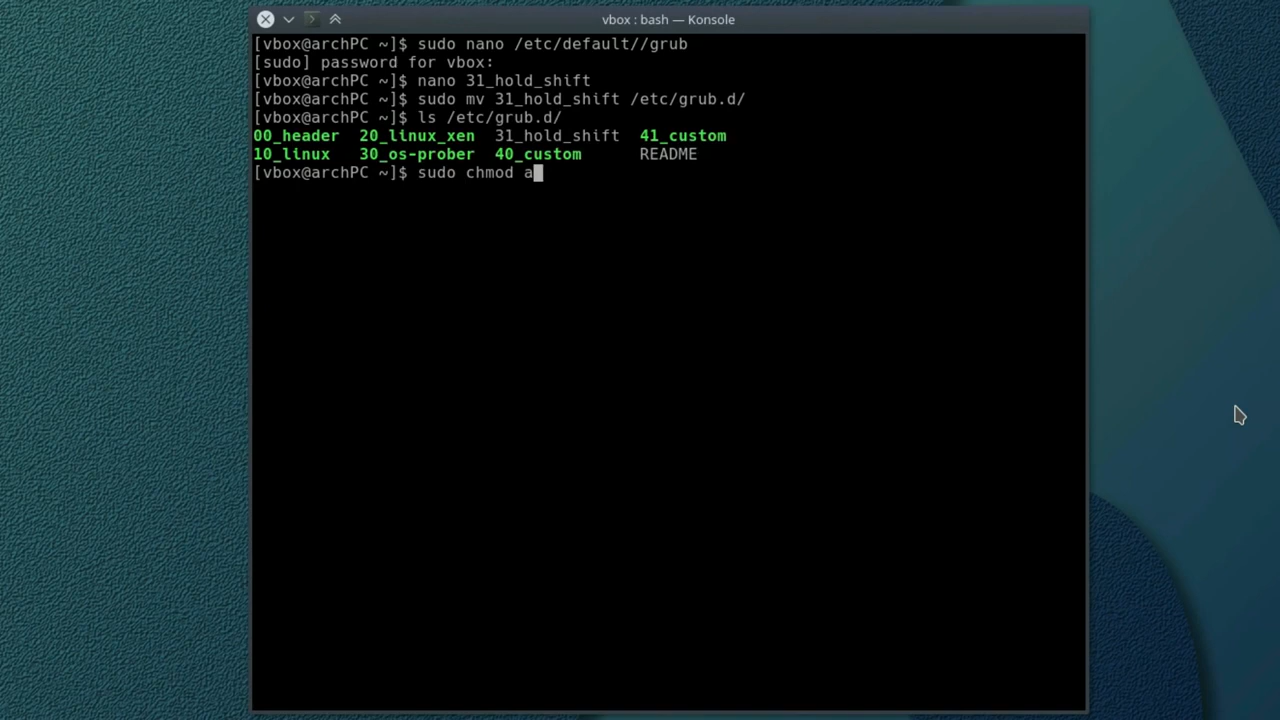 vbox : bash — Konsole
[vbox@archPC ~]$ sudo nano /etc/default//grub
[sudo] password for vbox:
[vbox@archPC ~]$ nano 31_hold_shift
[vbox@archPC ~]$ sudo mv 31_hold_shift /etc/grub.d/
[vbox@archPC ~]$ ls /etc/grub.d/
00_header  20_linux_xen  31_hold_shift  41_custom
10_linux   30_os-prober  40_custom      README
[vbox@archPC ~]$ sudo chmod a